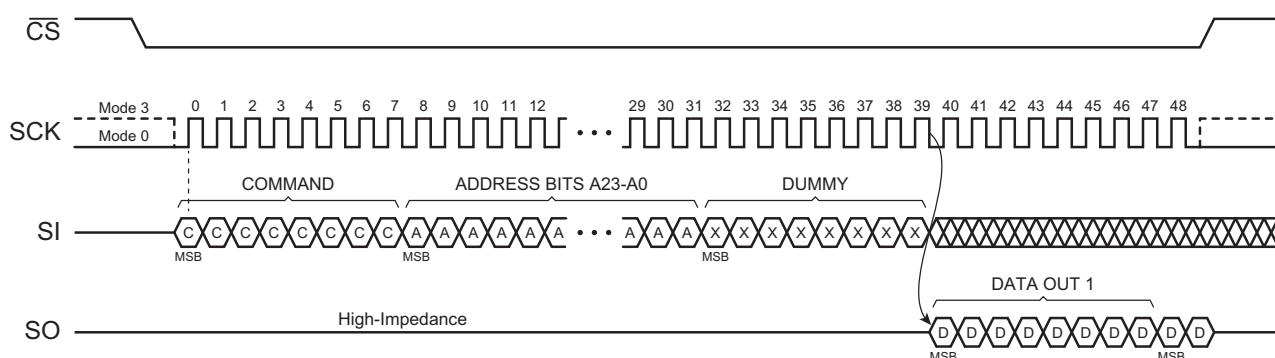 CS
Mode 3
0 1 2 3 4 5 6 7 8 9 10 11 12 29 30 31 32 33 34 35 36 37 38 39 40 41 42 43 44 45 46 47 48
SCK
Mode 0
COMMAND ADDRESS BITS A23-A0 DUMMY
SI C C C C C C C C A A A A A A • • • A A A X X X X X X X X
MSB MSB MSB
DATA OUT 1
High-Impedance
SO D D D D D D D D D D
MSB MSB